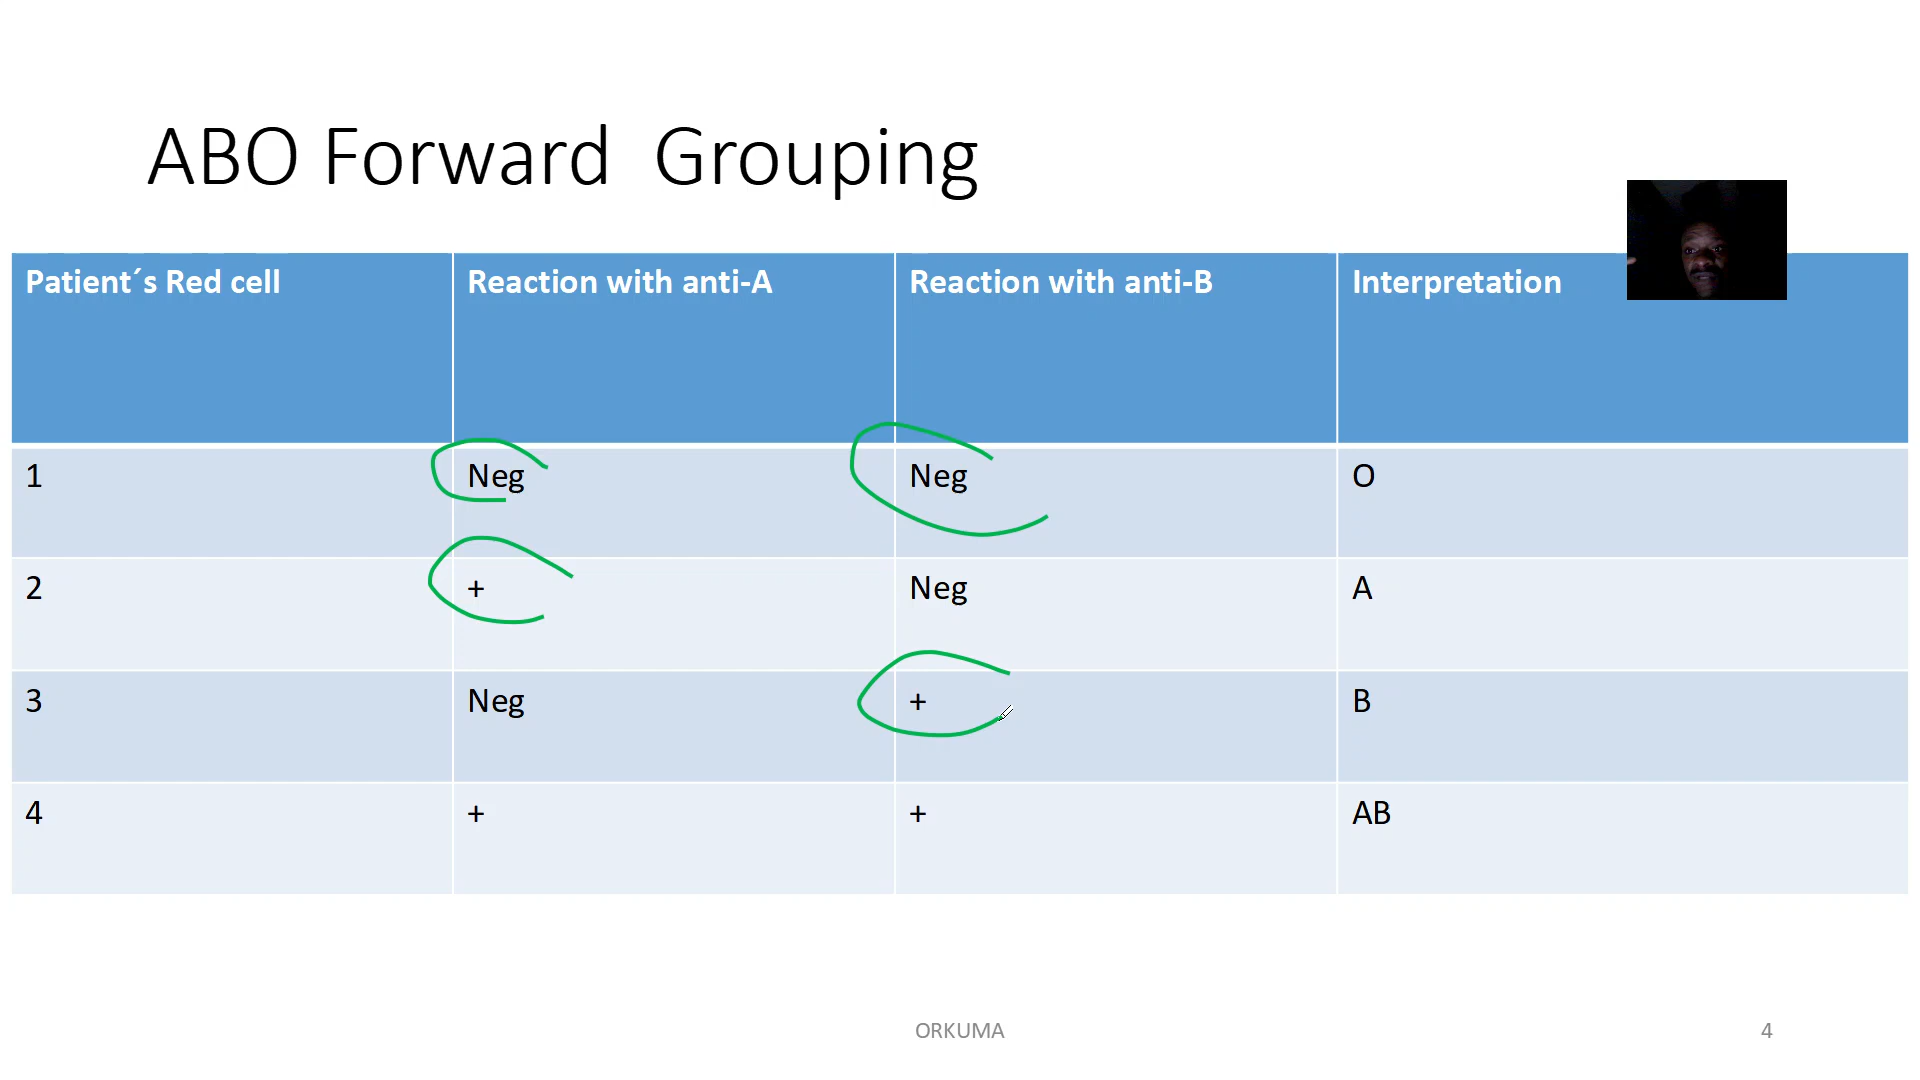 ABO Forward  Grouping
Patient´s Red cell Reaction with anti-A Reaction with anti-B Interpretation
1 Neg Neg O
2 + Neg A
3 Neg + B
4 + + AB
ORKUMA 4